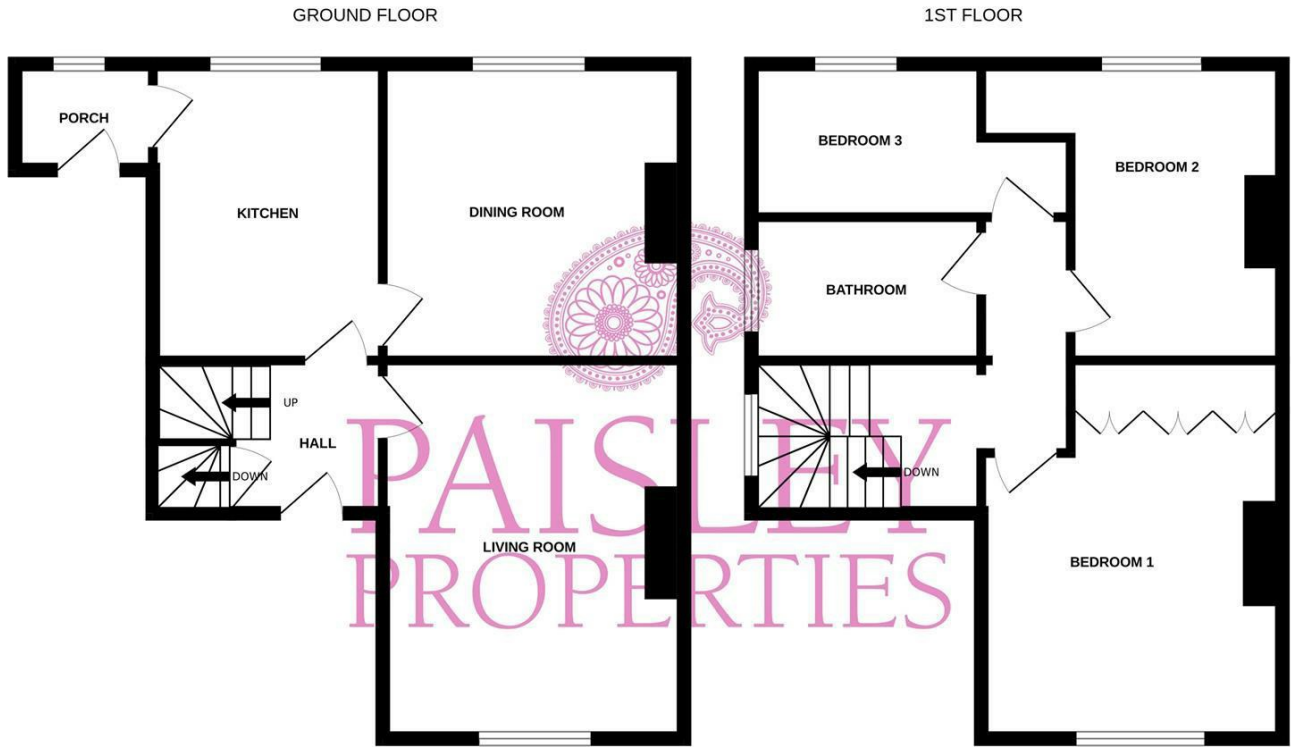 GROUND FLOOR
PORCH
KITCHEN
DINING ROOM
UP
HALL
DOWN
LIVING ROOM
1ST FLOOR
BEDROOM 3
BEDROOM 2
BATHROOM
DOWN
BEDROOM 1
PAISLEY
PROPERTIES